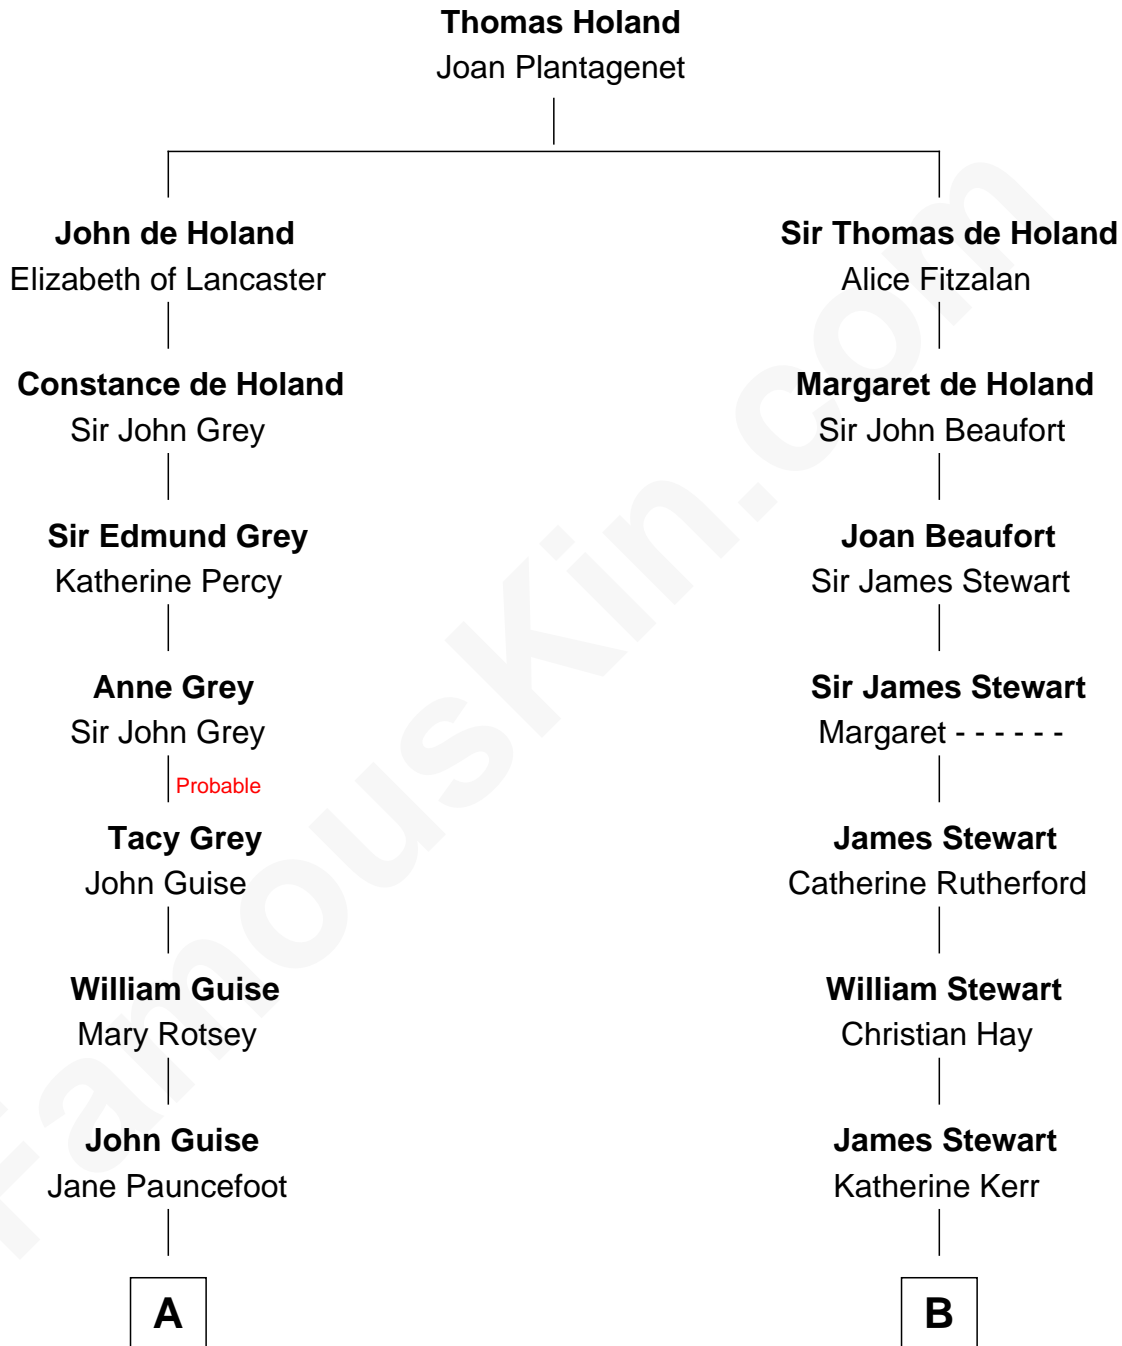 Thomas Holand
Joan Plantagenet
John de Holand
Elizabeth of Lancaster
Constance de Holand
Sir John Grey
Sir Edmund Grey
Katherine Percy
Anne Grey
Sir John Grey
Probable
Tacy Grey
John Guise
William Guise
Mary Rotsey
John Guise
Jane Pauncefoot
A
Sir Thomas de Holand
Alice Fitzalan
Margaret de Holand
Sir John Beaufort
Joan Beaufort
Sir James Stewart
Sir James Stewart
Margaret - - - - - -
James Stewart
Catherine Rutherford
William Stewart
Christian Hay
James Stewart
Katherine Kerr
B
FamousKin.com